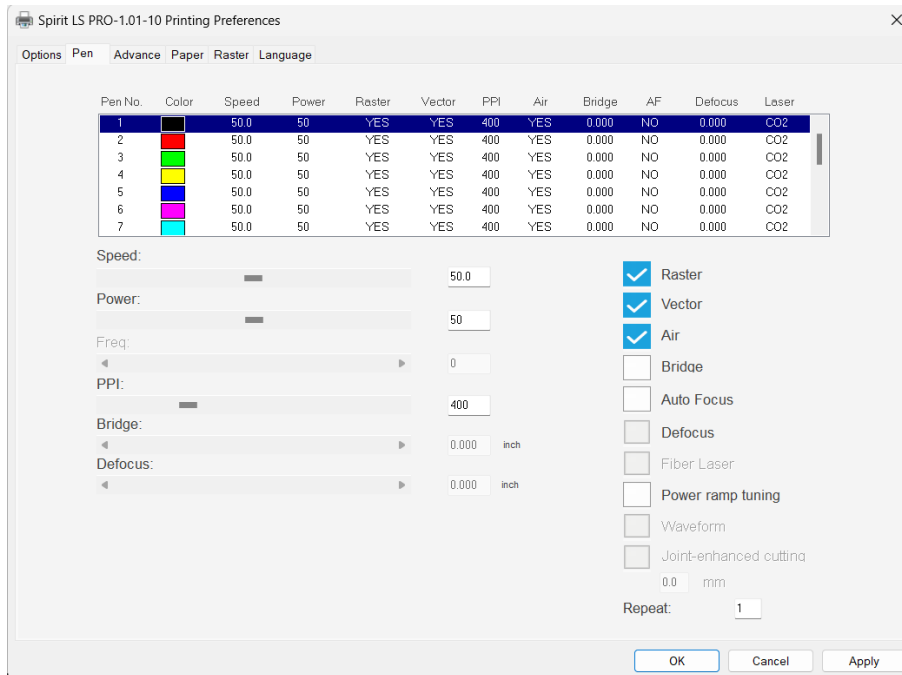 Spirit LS PRO-1.01-10 Printing Preferences
Options Pen Advance Paper Raster Language
Pen No. Color Speed Power Raster Vector PPI Air Bridge AF Defocus Laser
1 50.0 50 YES YES 400 YES 0.000 NO 0.000 CO2
2 50.0 50 YES YES 400 YES 0.000 NO 0.000 CO2
3 50.0 50 YES YES 400 YES 0.000 NO 0.000 CO2
4 50.0 50 YES YES 400 YES 0.000 NO 0.000 CO2
5 50.0 50 YES YES 400 YES 0.000 NO 0.000 CO2
6 50.0 50 YES YES 400 YES 0.000 NO 0.000 CO2
7 50.0 50 YES YES 400 YES 0.000 NO 0.000 CO2
Speed:
50.0
Power:
50
Freq:
0
PPI:
400
Bridge:
0.000 inch
Defocus:
0.000 inch
Raster
Vector
Air
Bridge
Auto Focus
Defocus
Fiber Laser
Power ramp tuning
Waveform
Joint-enhanced cutting
0.0 mm
Repeat: 1
OK Cancel Apply